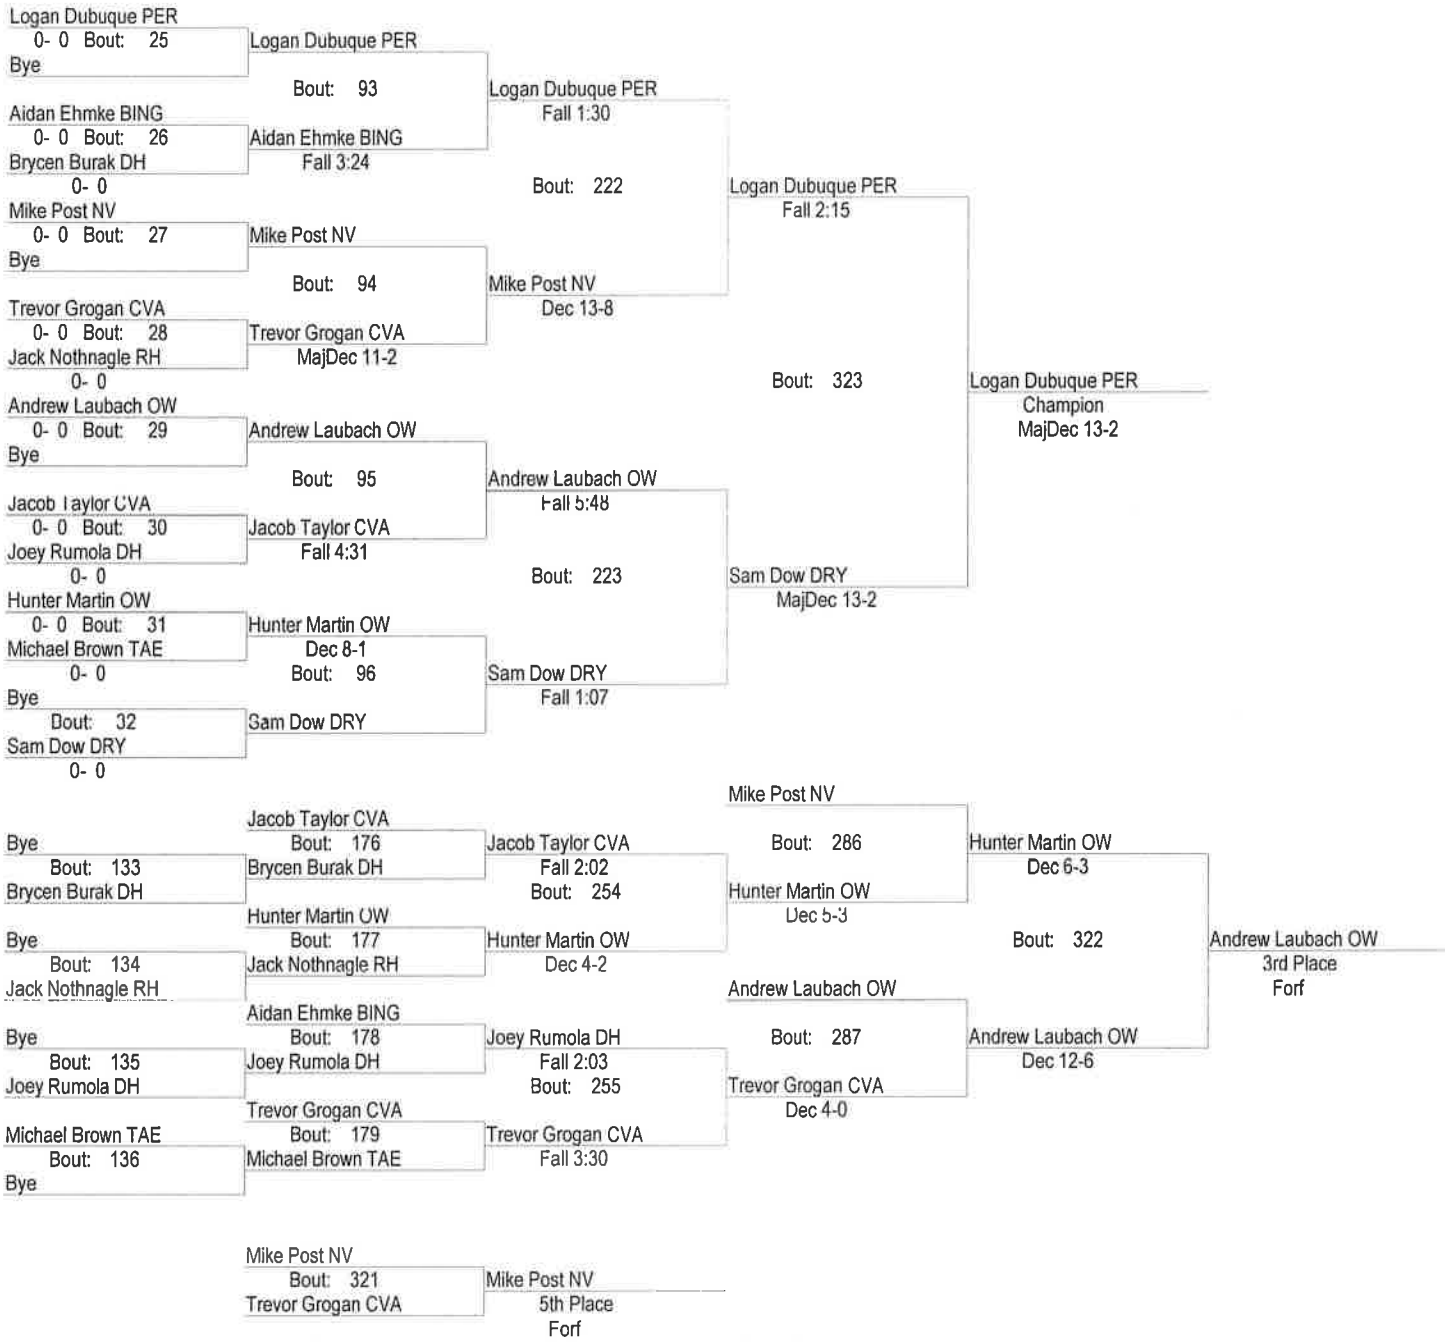 Logan Dubuque PER
0- 0 Bout: 25
Logan Dubuque PER
Bye
Bout: 93
Logan Dubuque PER
Fall 1:30
Aidan Ehmke BING
0- 0 Bout: 26
Aidan Ehmke BING
Fall 3:24
Brycen Burak DH
0- 0
Bout: 222
Logan Dubuque PER
Fall 2:15
Mike Post NV
0- 0 Bout: 27
Mike Post NV
Bye
Bout: 94
Mike Post NV
Dec 13-8
Trevor Grogan CVA
0- 0 Bout: 28
Trevor Grogan CVA
MajDec 11-2
Jack Nothnagle RH
0- 0
Bout: 323
Logan Dubuque PER
Champion
MajDec 13-2
Andrew Laubach OW
0- 0 Bout: 29
Andrew Laubach OW
Bye
Bout: 95
Andrew Laubach OW
Fall 5:48
Jacob Taylor CVA
0- 0 Bout: 30
Jacob Taylor CVA
Fall 4:31
Joey Rumola DH
0- 0
Bout: 223
Sam Dow DRY
MajDec 13-2
Hunter Martin OW
0- 0 Bout: 31
Hunter Martin OW
Dec 8-1
Michael Brown TAE
0- 0
Bout: 96
Sam Dow DRY
Fall 1:07
Bye
Bout: 32
Sam Dow DRY
Sam Dow DRY
0- 0
Mike Post NV
Jacob Taylor CVA
Bye
Bout: 176
Jacob Taylor CVA
Fall 2:02
Bout: 286
Hunter Martin OW
Dec 6-3
Bout: 133
Brycen Burak DH
Brycen Burak DH
Bout: 254
Hunter Martin OW
Dec 5-3
Hunter Martin OW
Bye
Bout: 177
Hunter Martin OW
Dec 4-2
Bout: 322
Andrew Laubach OW
3rd Place
Forf
Bout: 134
Jack Nothnagle RH
Jack Nothnagle RH
Andrew Laubach OW
Aidan Ehmke BING
Bye
Bout: 178
Joey Rumola DH
Fall 2:03
Bout: 287
Andrew Laubach OW
Dec 12-6
Bout: 135
Joey Rumola DH
Joey Rumola DH
Bout: 255
Trevor Grogan CVA
Dec 4-0
Trevor Grogan CVA
Michael Brown TAE
Bout: 179
Trevor Grogan CVA
Fall 3:30
Bout: 136
Michael Brown TAE
Bye
Mike Post NV
Bout: 321
Mike Post NV
5th Place
Forf
Trevor Grogan CVA